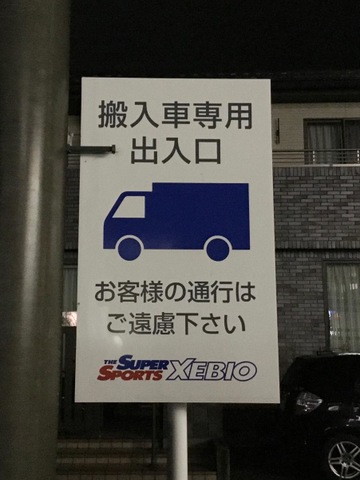 搬入車専用
出入口
お客様の通行は
ご遠慮下さい
THE SUPER SPORTS XEBIO